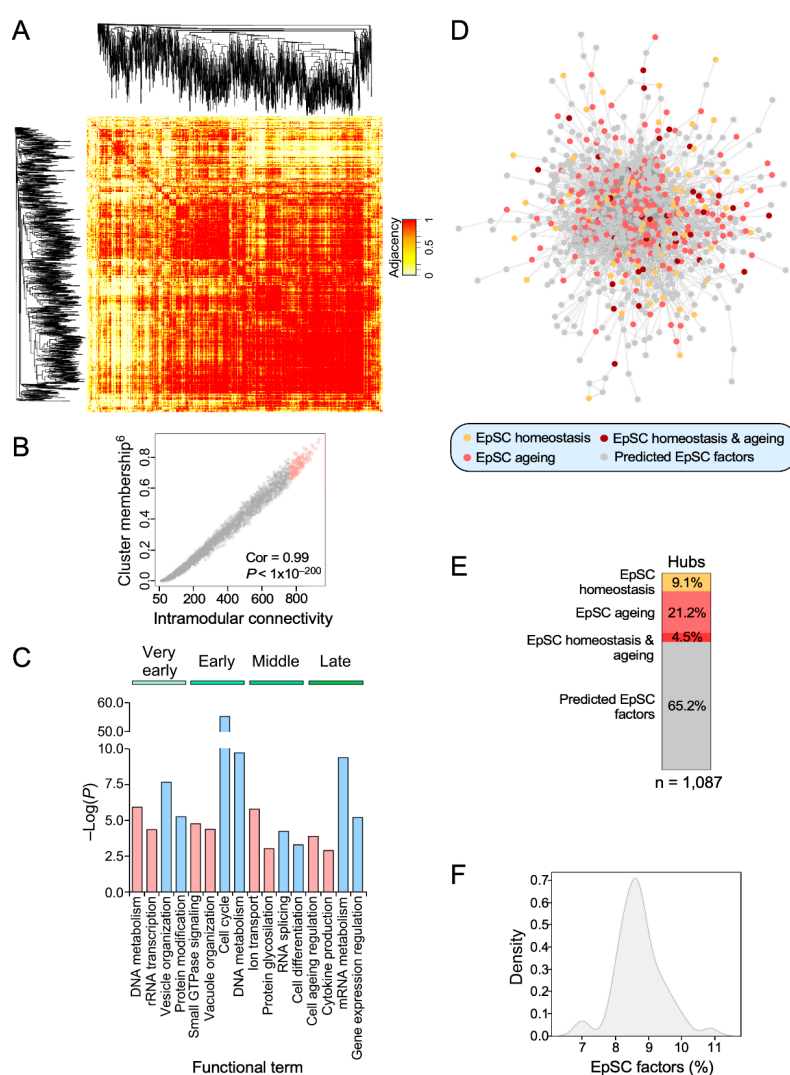 A
Adjacency
1
0.5
0
B
Cluster membership⁶
0.8
0.6
0.4
0.2
0.0
Cor = 0.99
P < 1x10⁻²⁰⁰
50 200 400 600 800
Intramodular connectivity
C
Very early
Early
Middle
Late
–Log(P)
60.0
50.0
10.0
7.5
5.0
2.5
0.0
DNA metabolism
rRNA transcription
Vesicle organization
Protein modification
Small GTPase signaling
Vacuole organization
Cell cycle
DNA metabolism
Ion transport
Protein glycosilation
RNA splicing
Cell differentiation
Cell ageing regulation
Cytokine production
mRNA metabolism
Gene expression regulation
Functional term
D
EpSC homeostasis
EpSC homeostasis & ageing
EpSC ageing
Predicted EpSC factors
E
Hubs
EpSC
homeostasis
9.1%
EpSC ageing
21.2%
EpSC homeostasis &
ageing
4.5%
Predicted EpSC
factors
65.2%
n = 1,087
F
Density
0.7
0.6
0.5
0.4
0.3
0.2
0.1
0.0
7 8 9 10 11
EpSC factors (%)